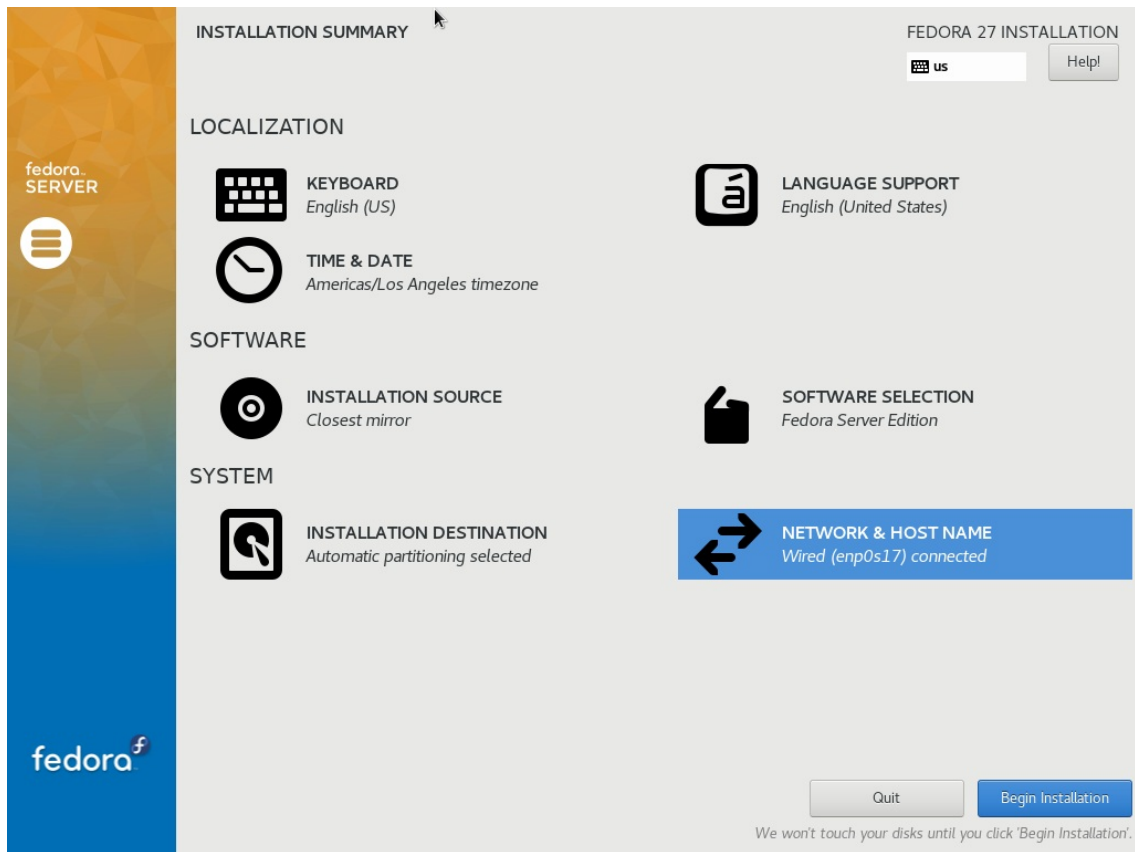 INSTALLATION SUMMARY
FEDORA 27 INSTALLATION
us
Help!
fedora
SERVER
LOCALIZATION
KEYBOARD
English (US)
á
LANGUAGE SUPPORT
English (United States)
TIME & DATE
Americas/Los Angeles timezone
SOFTWARE
INSTALLATION SOURCE
Closest mirror
SOFTWARE SELECTION
Fedora Server Edition
SYSTEM
INSTALLATION DESTINATION
Automatic partitioning selected
NETWORK & HOST NAME
Wired (enp0s17) connected
fedora f
Quit
Begin Installation
We won't touch your disks until you click 'Begin Installation'.